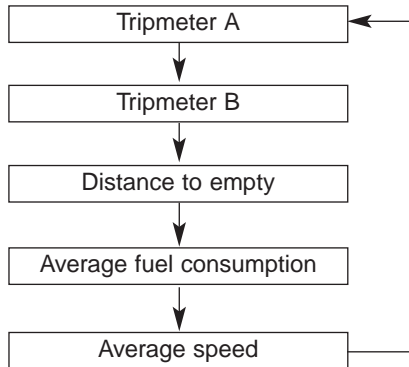 Tripmeter A
Tripmeter B
Distance to empty
Average fuel consumption
Average speed